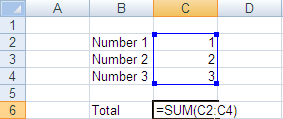 A B C D
1
2 Number 1 1
3 Number 2 2
4 Number 3 3
5
6 Total =SUM(C2:C4)